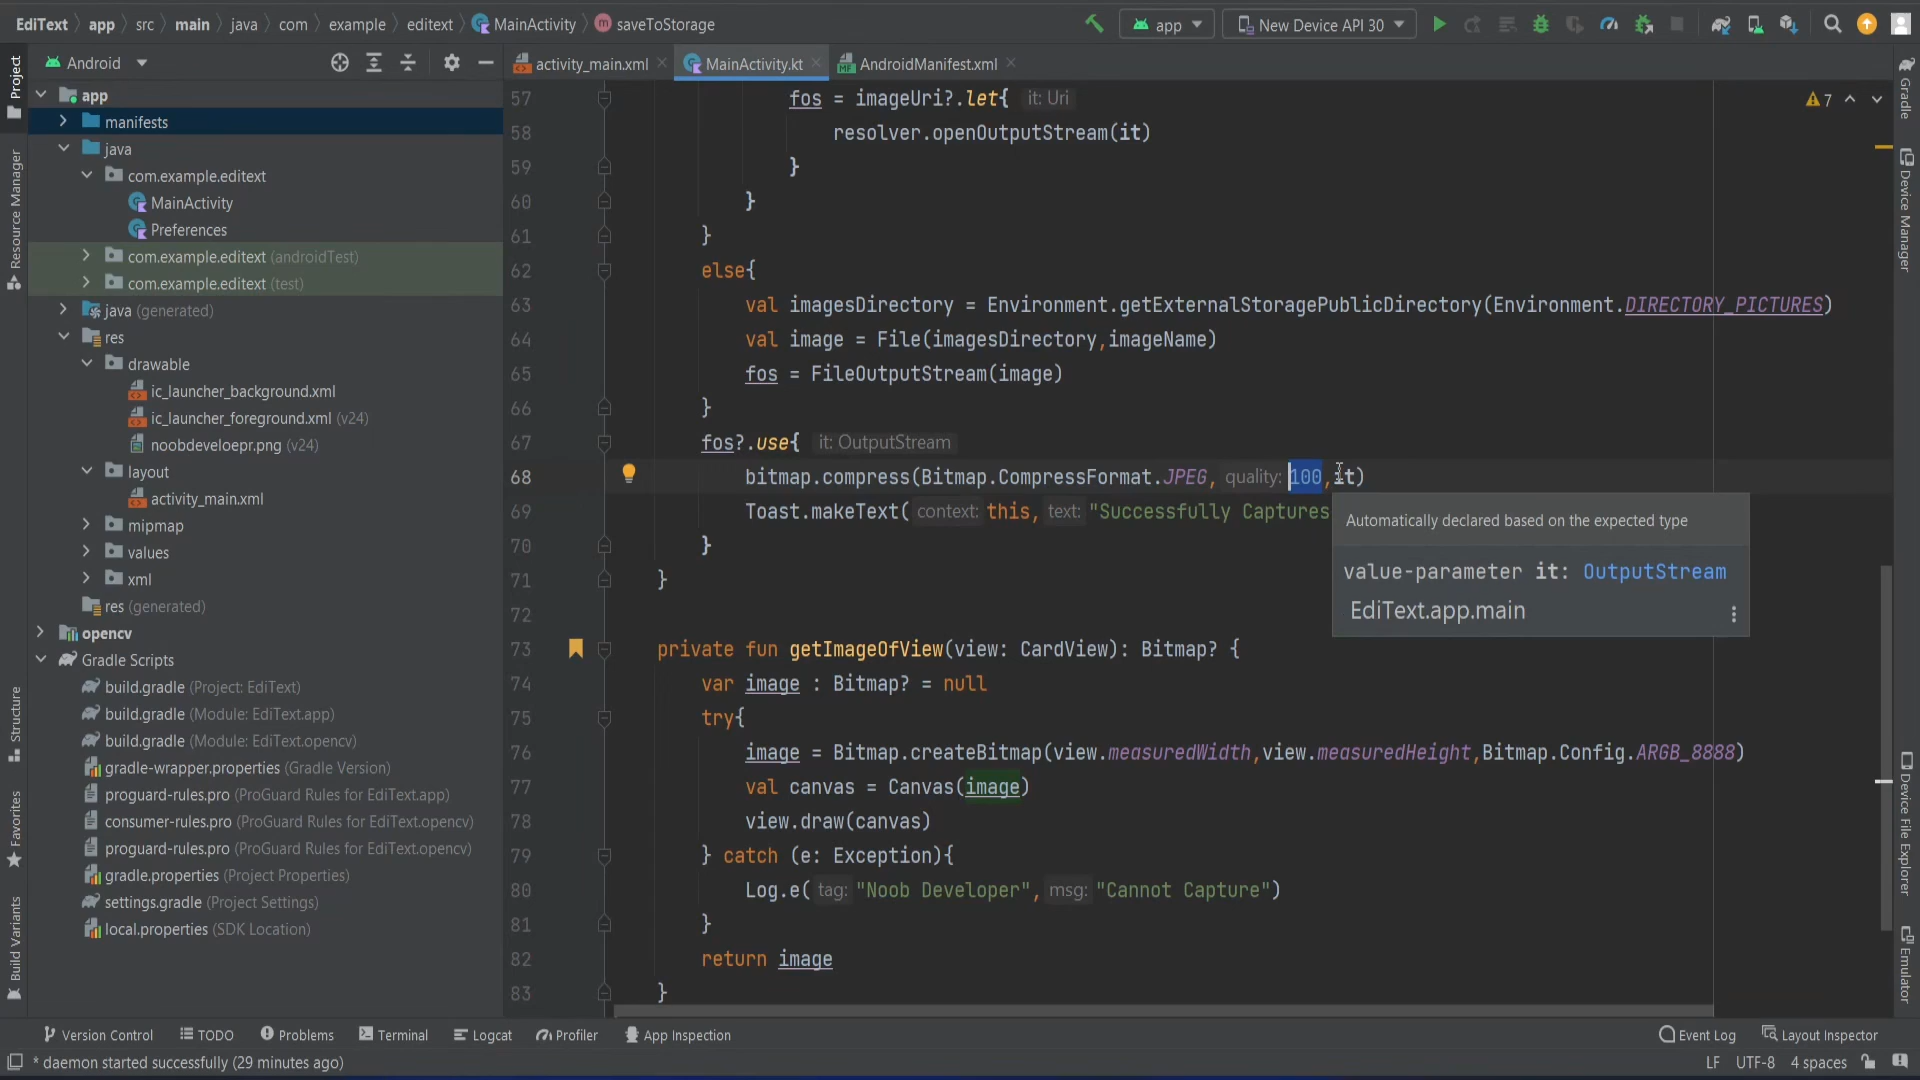 EdiText app src main java com example editext MainActivity saveToStorage
app New Device API 30
Project
Resource Manager
Structure
Favorites
Build Variants
Android
app
manifests
java
com.example.editext
MainActivity
Preferences
com.example.editext (androidTest)
com.example.editext (test)
java (generated)
res
drawable
ic_launcher_background.xml
ic_launcher_foreground.xml (v24)
noobdeveloepr.png (v24)
layout
activity_main.xml
mipmap
values
xml
res (generated)
opencv
Gradle Scripts
build.gradle (Project: EdiText)
build.gradle (Module: EdiText.app)
build.gradle (Module: EdiText.opencv)
gradle-wrapper.properties (Gradle Version)
proguard-rules.pro (ProGuard Rules for EdiText.app)
consumer-rules.pro (ProGuard Rules for EdiText.opencv)
proguard-rules.pro (ProGuard Rules for EdiText.opencv)
gradle.properties (Project Properties)
settings.gradle (Project Settings)
local.properties (SDK Location)
activity_main.xml MainActivity.kt AndroidManifest.xml
7
57 fos = imageUri?.let{ it: Uri
58 resolver.openOutputStream(it)
59 }
60 }
61 }
62 else{
63 val imagesDirectory = Environment.getExternalStoragePublicDirectory(Environment.DIRECTORY_PICTURES)
64 val image = File(imagesDirectory,imageName)
65 fos = FileOutputStream(image)
66 }
67 fos?.use{ it: OutputStream
68 bitmap.compress(Bitmap.CompressFormat.JPEG, quality: 100,it)
69 Toast.makeText( context: this, text: "Successfully Captures
70 }
71 }
72
73 private fun getImageOfView(view: CardView): Bitmap? {
74 var image : Bitmap? = null
75 try{
76 image = Bitmap.createBitmap(view.measuredWidth,view.measuredHeight,Bitmap.Config.ARGB_8888)
77 val canvas = Canvas(image)
78 view.draw(canvas)
79 } catch (e: Exception){
80 Log.e( tag: "Noob Developer", msg: "Cannot Capture")
81 }
82 return image
83 }
Automatically declared based on the expected type
value-parameter it: OutputStream
EdiText.app.main
Gradle
Device Manager
Device File Explorer
Emulator
Version Control TODO Problems Terminal Logcat Profiler App Inspection Event Log Layout Inspector
* daemon started successfully (29 minutes ago) LF UTF-8 4 spaces